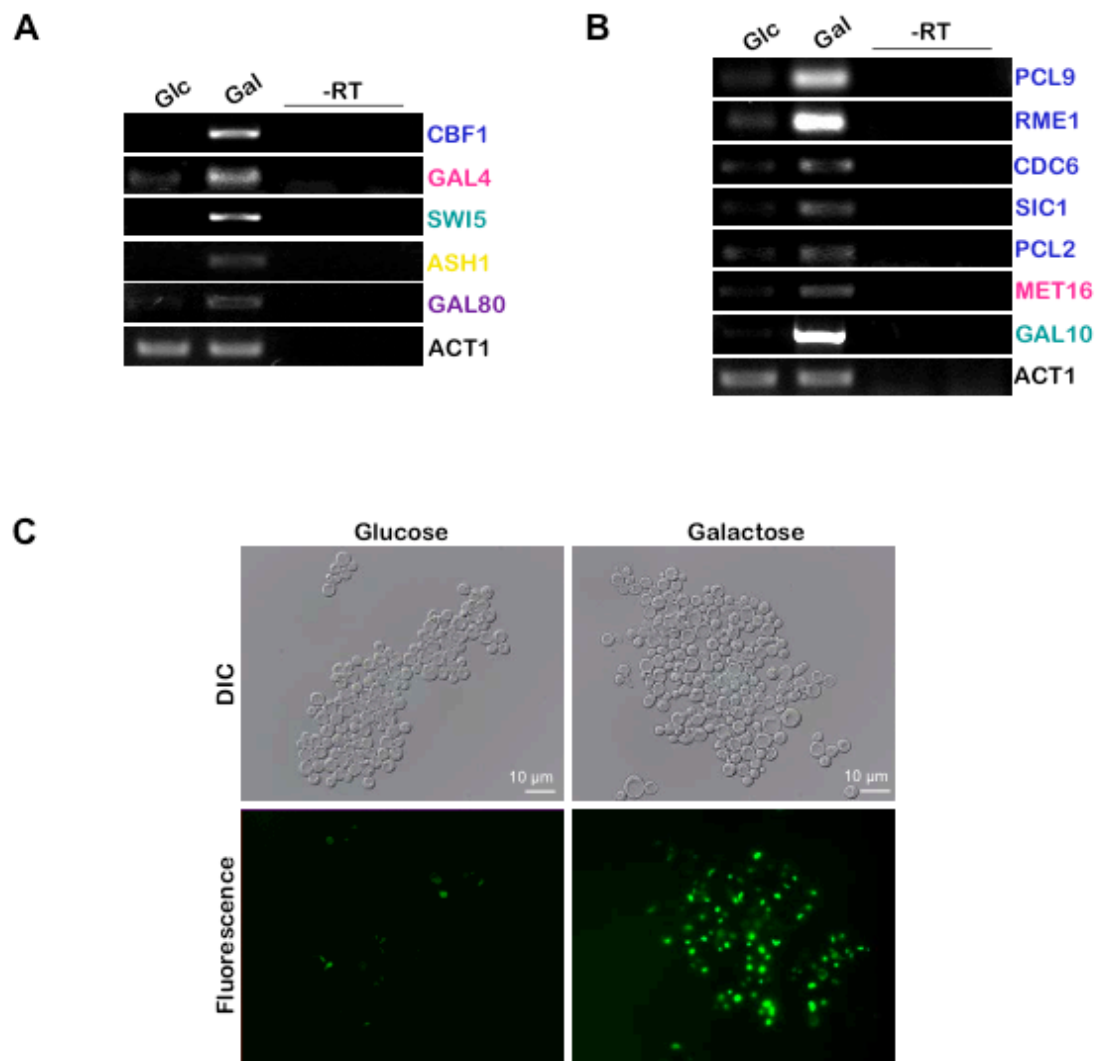 A
Glc Gal -RT
CBF1
GAL4
SWI5
ASH1
GAL80
ACT1
B
Glc Gal -RT
PCL9
RME1
CDC6
SIC1
PCL2
MET16
GAL10
ACT1
C
Glucose Galactose
DIC
10 µm 10 µm
Fluorescence